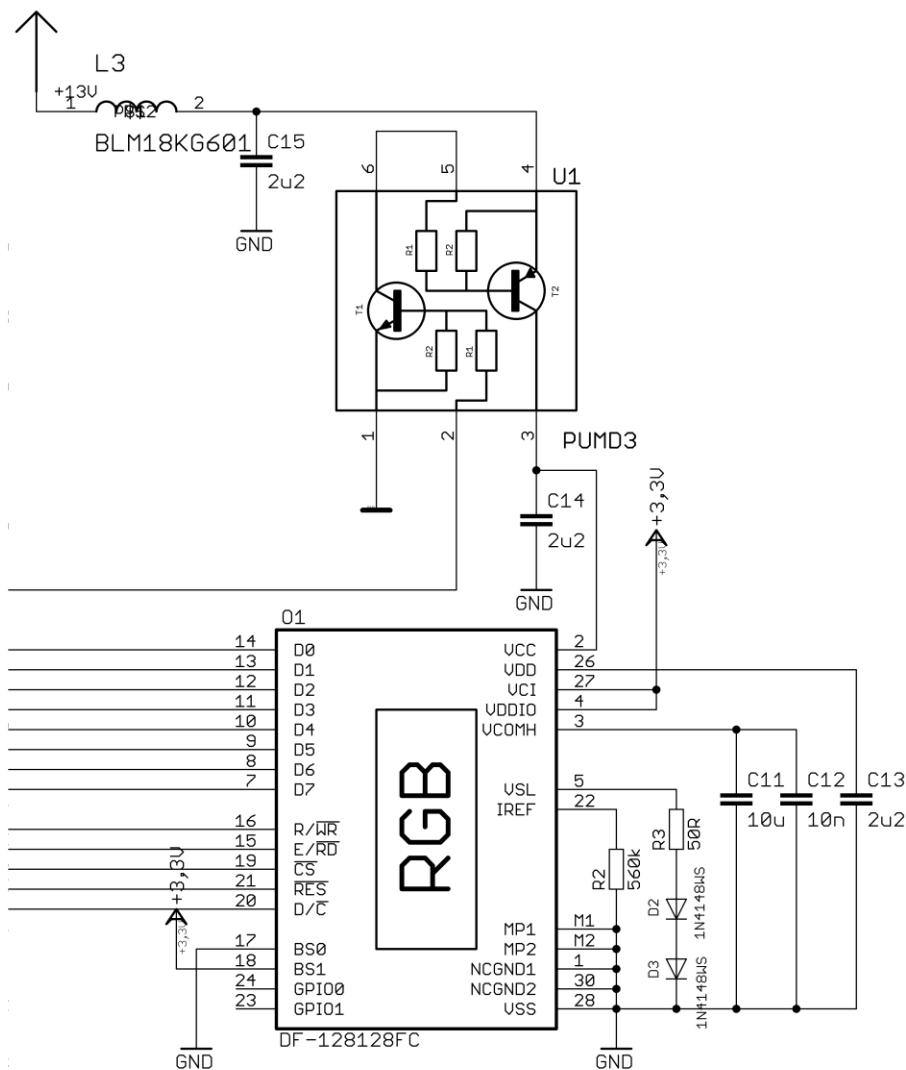 L3
+13V
1 2
BLM18KG601
C15
2u2
GND
6 5 4
U1
R1 R2
T1 T2
R2 R1
1 2 3
PUMD3
C14
2u2
GND
+3,3V
+3,3V
O1
14 D0 VCC 2
13 D1 VDD 26
12 D2 VCI 27
11 D3 VDDIO 4
10 D4 VCOMH 3
9 D5
8 D6
7 D7 VSL 5
IREF 22
16 R/WR
15 E/RD
19 CS
21 RES
20 D/C
MP1 M1
17 BS0 MP2 M2
18 BS1 NCGND1 1
24 GPIO0 NCGND2 30
23 GPIO1 VSS 28
RGB
DF-128128FC
+3,3V
+3,3V
GND
R2
560k
R3
50R
D2
1N4148WS
D3
1N4148WS
C11
10u
C12
10n
C13
2u2
GND